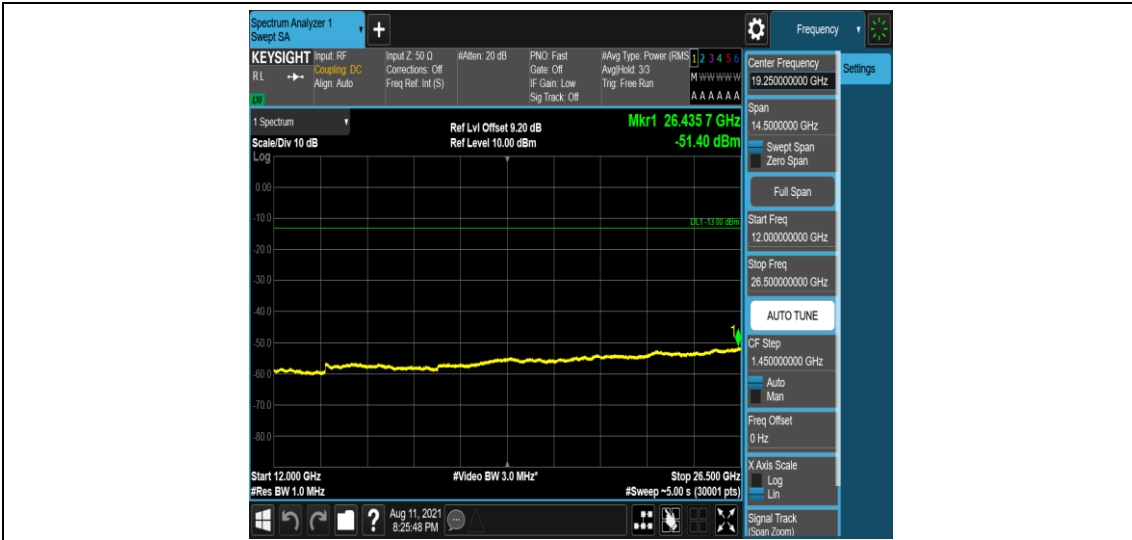 Spectrum Analyzer 1
Swept SA
+
Frequency
KEYSIGHT
Input: RF
Input Z: 50 Ω
#Atten: 20 dB
PNO: Fast
#Avg Type: Power (RMS
1 2 3 4 5 6
R L
Coupling: DC
Corrections: Off
Gate: Off
Avg|Hold: 3/3
M W W W W W
Align: Auto
Freq Ref: Int (S)
IF Gain: Low
Trig: Free Run
Sig Track: Off
A A A A A A
LXI
Center Frequency
19.250000000 GHz
Settings
Span
14.5000000 GHz
Swept Span
Zero Span
Full Span
Start Freq
12.000000000 GHz
Stop Freq
26.500000000 GHz
AUTO TUNE
CF Step
1.450000000 GHz
Auto
Man
Freq Offset
0 Hz
X Axis Scale
Log
Lin
Signal Track
(Span Zoom)
1 Spectrum
Scale/Div 10 dB
Log
Ref Lvl Offset 9.20 dB
Ref Level 10.00 dBm
Mkr1 26.435 7 GHz
-51.40 dBm
0.00
-10.0
DL1 -13.00 dBm
-20.0
-30.0
-40.0
1
-50.0
-60.0
-70.0
-80.0
Start 12.000 GHz
#Video BW 3.0 MHz*
Stop 26.500 GHz
#Res BW 1.0 MHz
#Sweep ~5.00 s (30001 pts)
?
Aug 11, 2021
8:25:48 PM